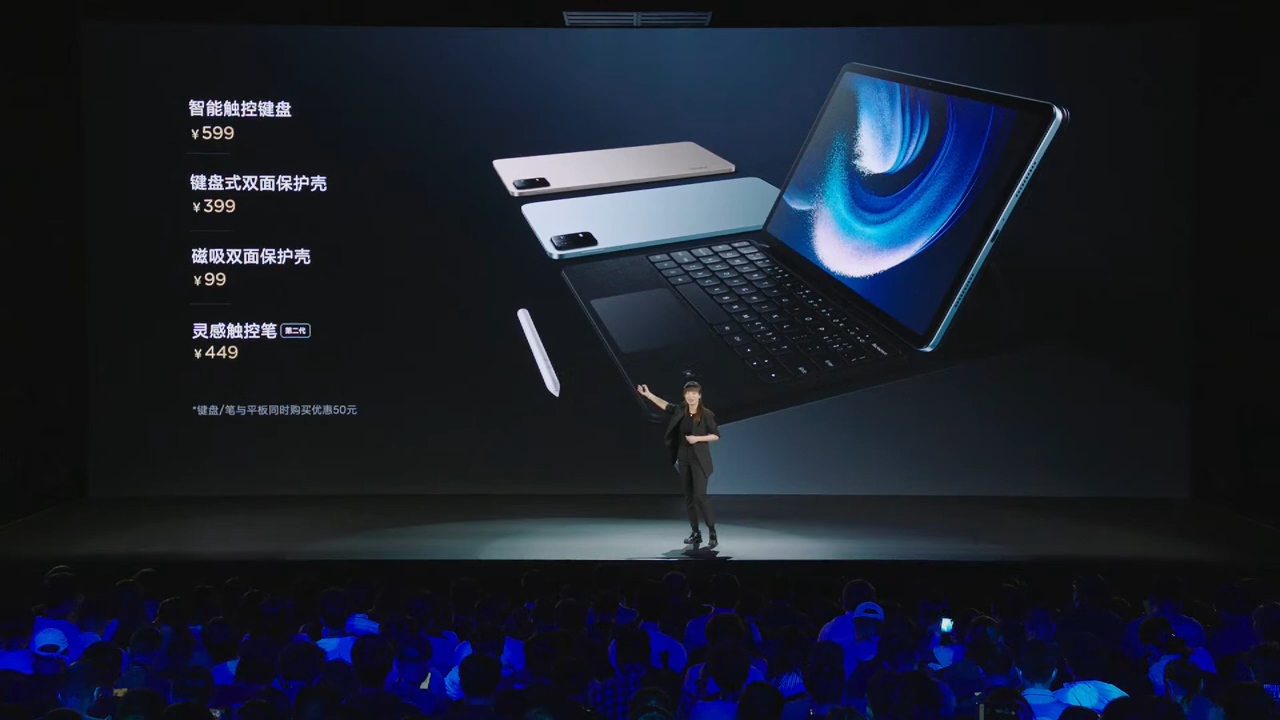 智能触控键盘
¥599
键盘式双面保护壳
¥399
磁吸双面保护壳
¥99
灵感触控笔 第二代
¥449
*键盘/笔与平板同时购买优惠50元